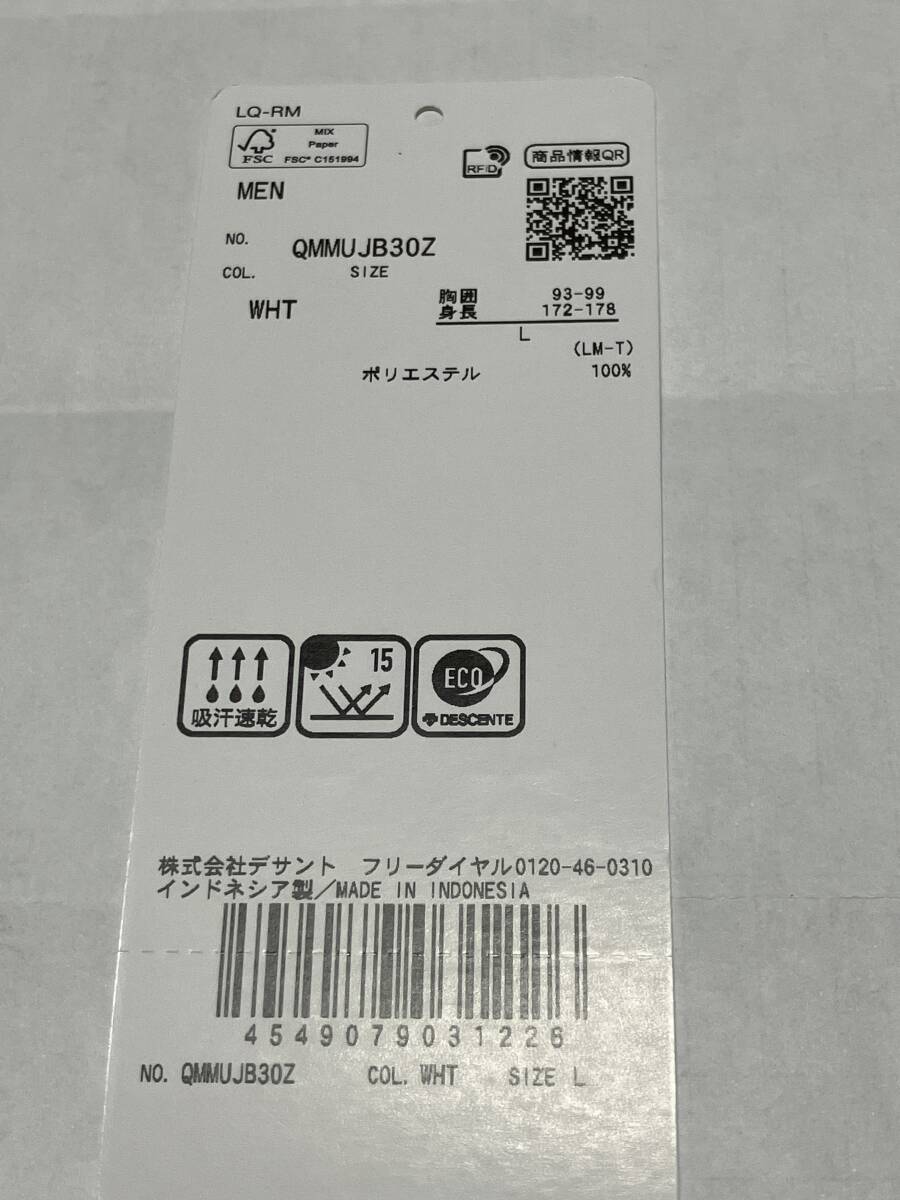 LQ-RM
FSC
MIX
Paper
FSC® C151994
RFID
商品情報QR
MEN
NO. QMMUJB30Z
COL. SIZE
WHT
胸囲 93-99
身長 172-178
L
(LM-T)
ポリエステル 100%
吸汗速乾
15
ECO
DESCENTE
株式会社デサント フリーダイヤル0120-46-0310
インドネシア製/MADE IN INDONESIA
4549079031226
NO. QMMUJB30Z COL. WHT SIZE L